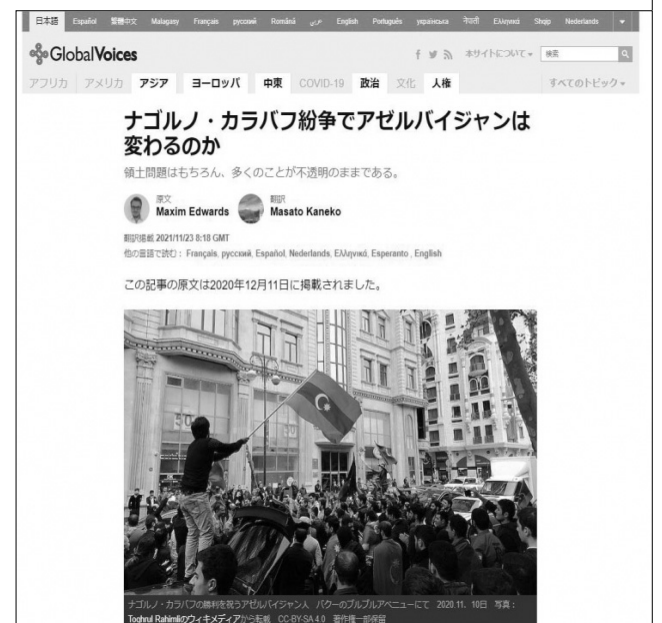 日本語 Español 繁體中文 Malagasy Français русский Română عربي English Português українська नेपाली Ελληνικά Shqip Nederlands
GlobalVoices
本サイトについて 検索
アフリカ アメリカ アジア ヨーロッパ 中東 COVID-19 政治 文化 人権 すべてのトピック
ナゴルノ・カラバフ紛争でアゼルバイジャンは
変わるのか
領土問題はもちろん、多くのことが不透明のままである。
原文 翻訳
Maxim Edwards Masato Kaneko
翻訳掲載 2021/11/23 8:18 GMT
他の言語で読む: Français, русский, Español, Nederlands, Ελληνικά, Esperanto , English
この記事の原文は2020年12月11日に掲載されました。
ナゴルノ・カラバフの勝利を祝うアゼルバイジャン人 バクーのブルブルアベニューにて 2020.11. 10日 写真:
Toghrul Rahimliのウィキメディアから転載 CC-BY-SA 4.0 著作権一部保留